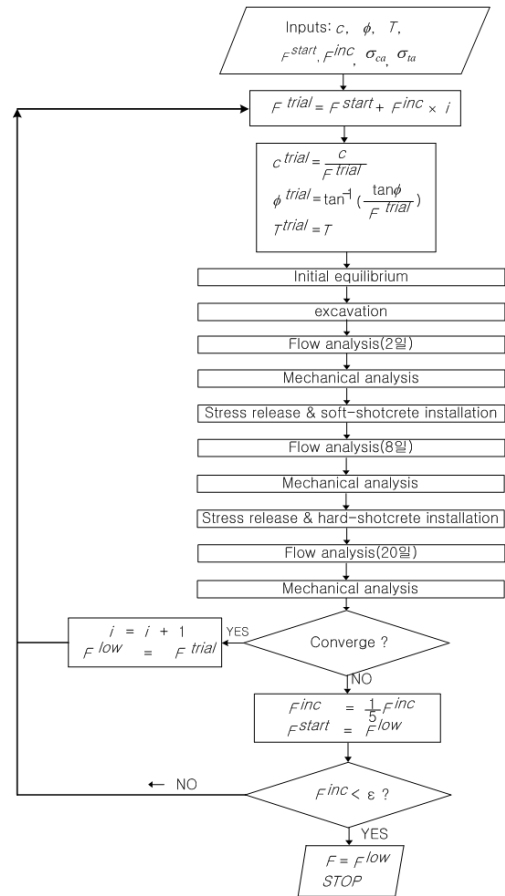 Inputs: c, ϕ, T,
F^start, F^inc, σ_ca, σ_ta
F^trial = F^start + F^inc × i
c^trial = c / F^trial
ϕ^trial = tan^-1 ( tanϕ / F^trial )
T^trial = T
Initial equilibrium
excavation
Flow analysis(2일)
Mechanical analysis
Stress release & soft-shotcrete installation
Flow analysis(8일)
Mechanical analysis
Stress release & hard-shotcrete installation
Flow analysis(20일)
Mechanical analysis
Converge ?
YES
i = i + 1
F^low = F^trial
NO
F^inc = 1/5 F^inc
F^start = F^low
F^inc < ε ?
← NO
YES
F = F^low
STOP